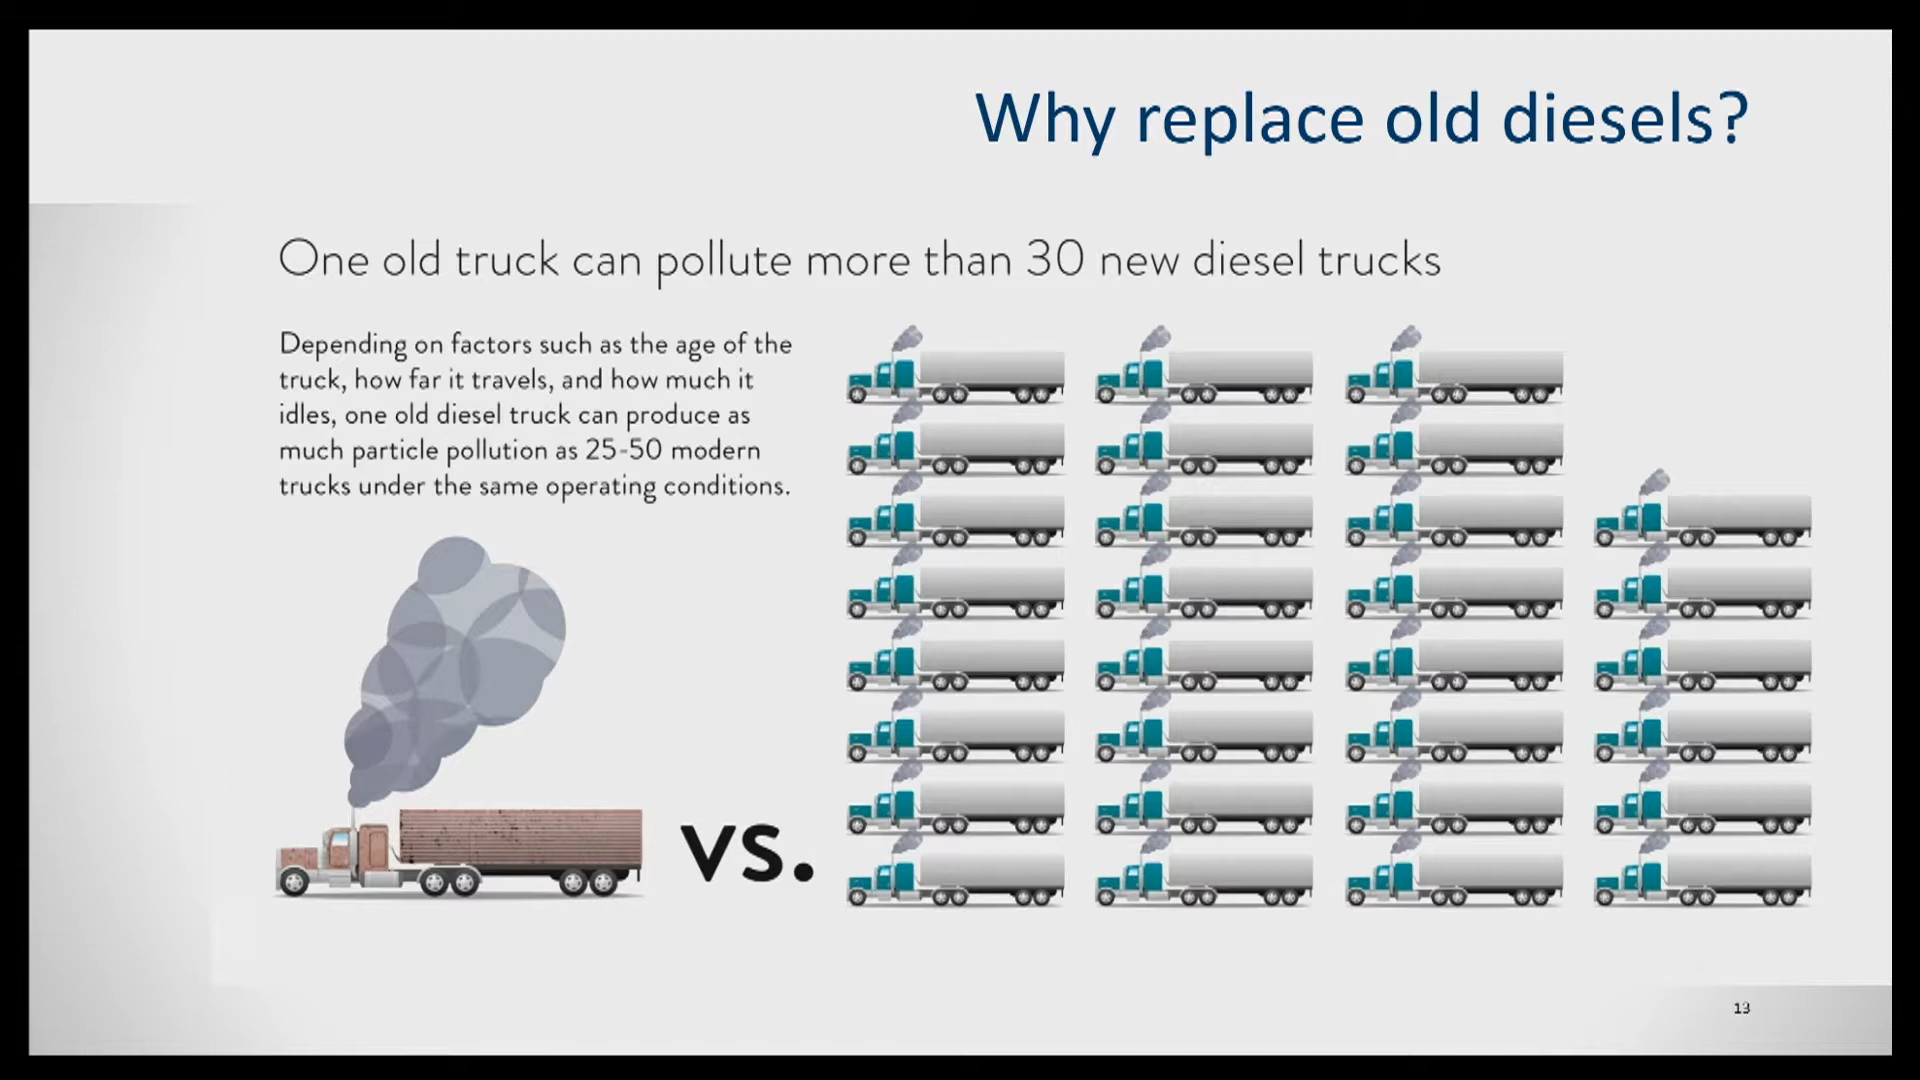 Why replace old diesels?
One old truck can pollute more than 30 new diesel trucks
Depending on factors such as the age of the
truck, how far it travels, and how much it
idles, one old diesel truck can produce as
much particle pollution as 25-50 modern
trucks under the same operating conditions.
vs.
13